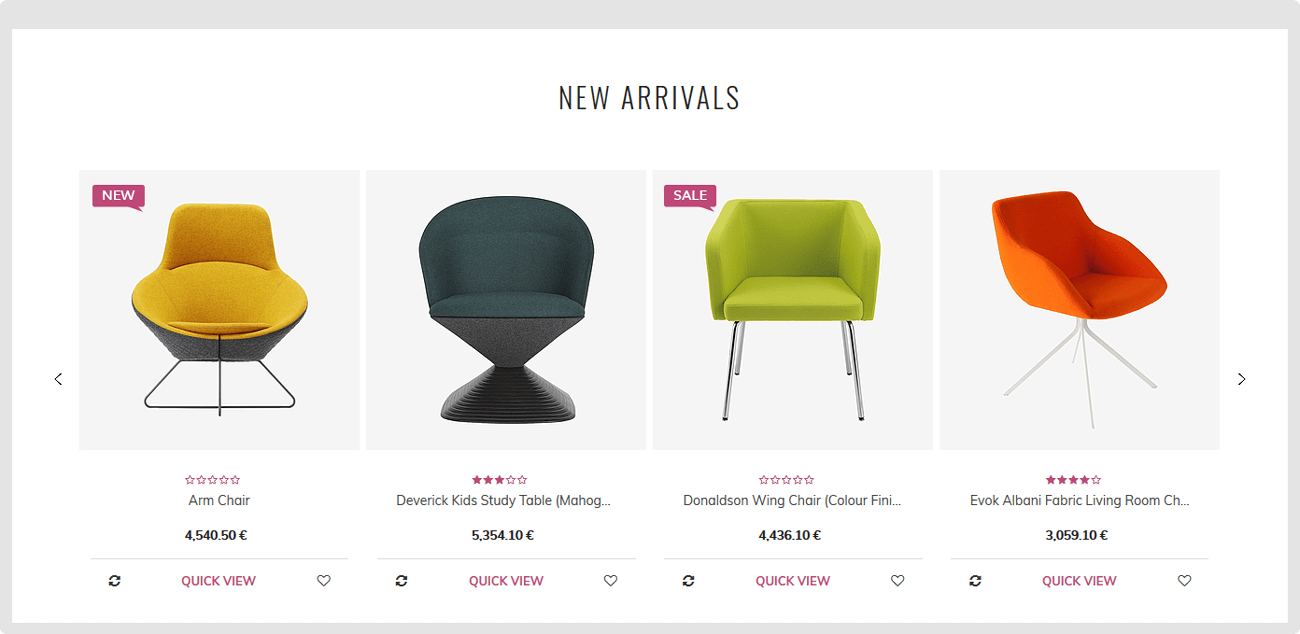 NEW ARRIVALS
NEW
SALE
Arm Chair
4,540.50 €
QUICK VIEW
Deverick Kids Study Table (Mahog...
5,354.10 €
QUICK VIEW
Donaldson Wing Chair (Colour Fini...
4,436.10 €
QUICK VIEW
Evok Albani Fabric Living Room Ch...
3,059.10 €
QUICK VIEW